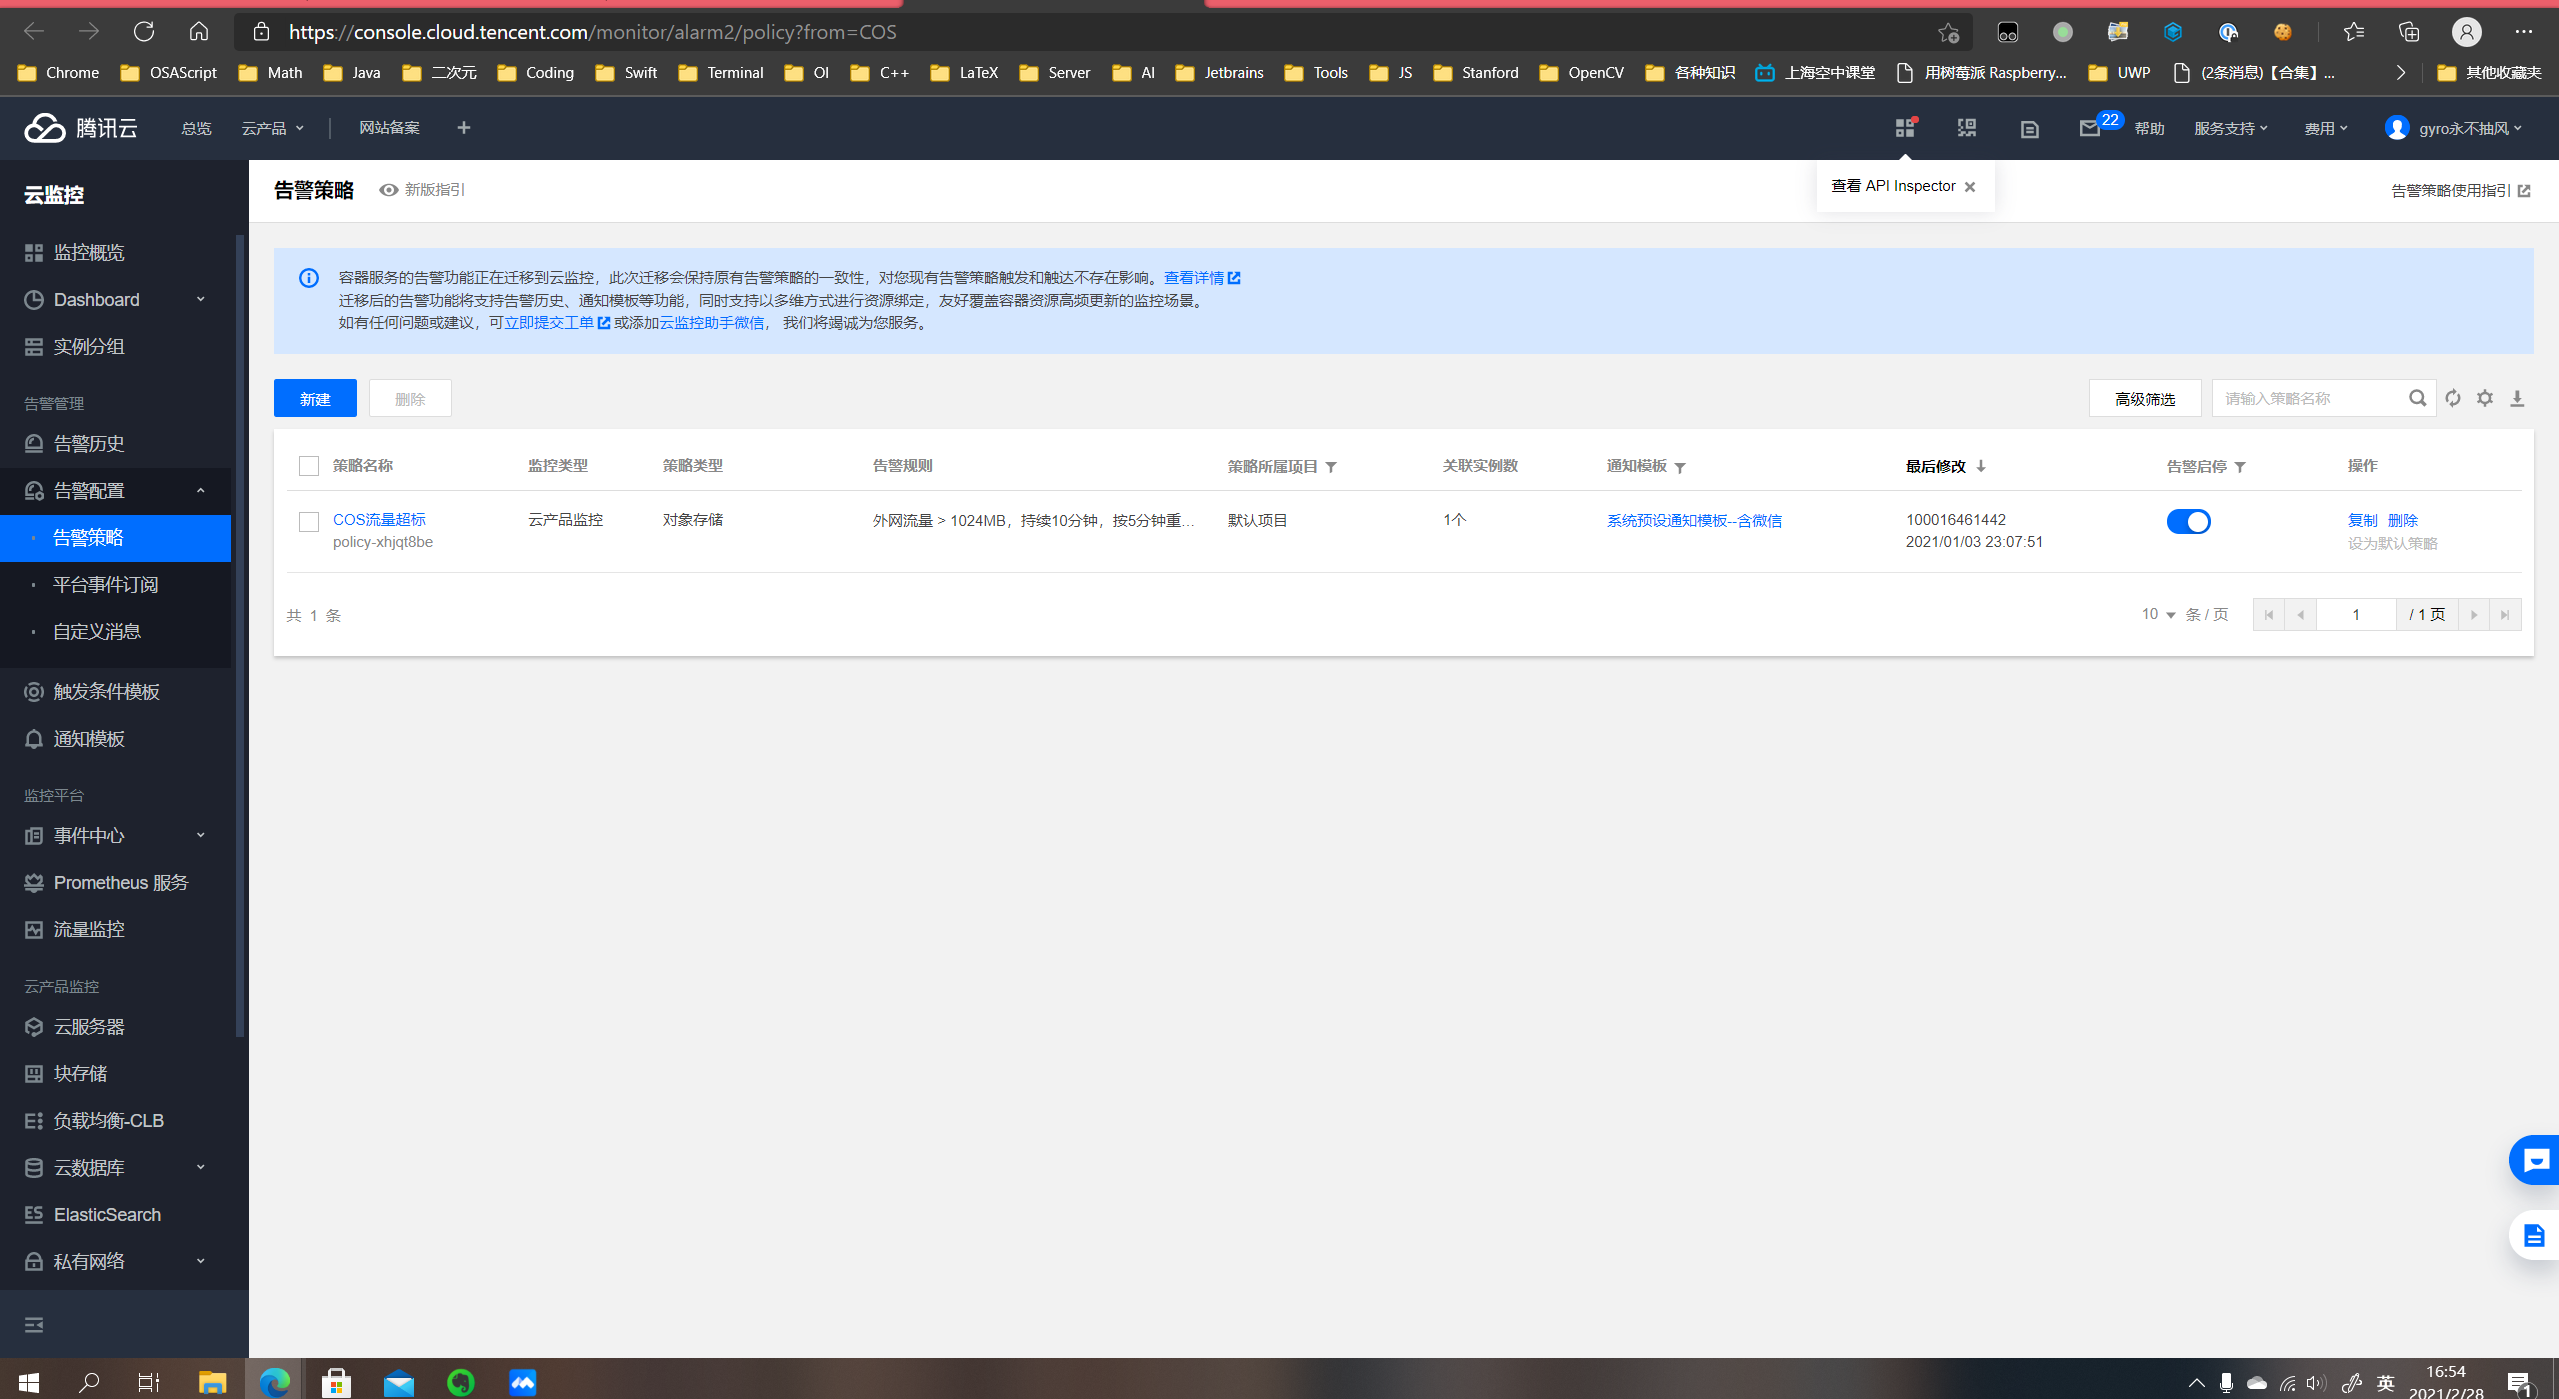 https://console.cloud.tencent.com/monitor/alarm2/policy?from=COS
Chrome OSAScript Math Java 二次元 Coding Swift Terminal OI C++ LaTeX Server AI Jetbrains Tools JS Stanford OpenCV 各种知识 上海空中课堂 用树莓派 Raspberry... UWP (2条消息)【合集】... 其他收藏夹
腾讯云 总览 云产品 网站备案 22 帮助 服务支持 费用 gyro永不抽风
云监控
监控概览
Dashboard
实例分组
告警管理
告警历史
告警配置
告警策略
平台事件订阅
自定义消息
触发条件模板
通知模板
监控平台
事件中心
Prometheus 服务
流量监控
云产品监控
云服务器
块存储
负载均衡-CLB
云数据库
ES ElasticSearch
私有网络
告警策略 新版指引
查看 API Inspector
告警策略使用指引
容器服务的告警功能正在迁移到云监控，此次迁移会保持原有告警策略的一致性，对您现有告警策略触发和触达不存在影响。查看详情
迁移后的告警功能将支持告警历史、通知模板等功能，同时支持以多维方式进行资源绑定，友好覆盖容器资源高频更新的监控场景。
如有任何问题或建议，可立即提交工单 或添加云监控助手微信， 我们将竭诚为您服务。
新建 删除 高级筛选 请输入策略名称
策略名称 监控类型 策略类型 告警规则 策略所属项目 关联实例数 通知模板 最后修改 告警启停 操作
COS流量超标 云产品监控 对象存储 外网流量 > 1024MB，持续10分钟，按5分钟重... 默认项目 1个 系统预设通知模板--含微信 100016461442 复制 删除
policy-xhjqt8be 2021/01/03 23:07:51 设为默认策略
共 1 条 10 条 / 页 1 / 1 页
英 16:54
2021/2/28
1